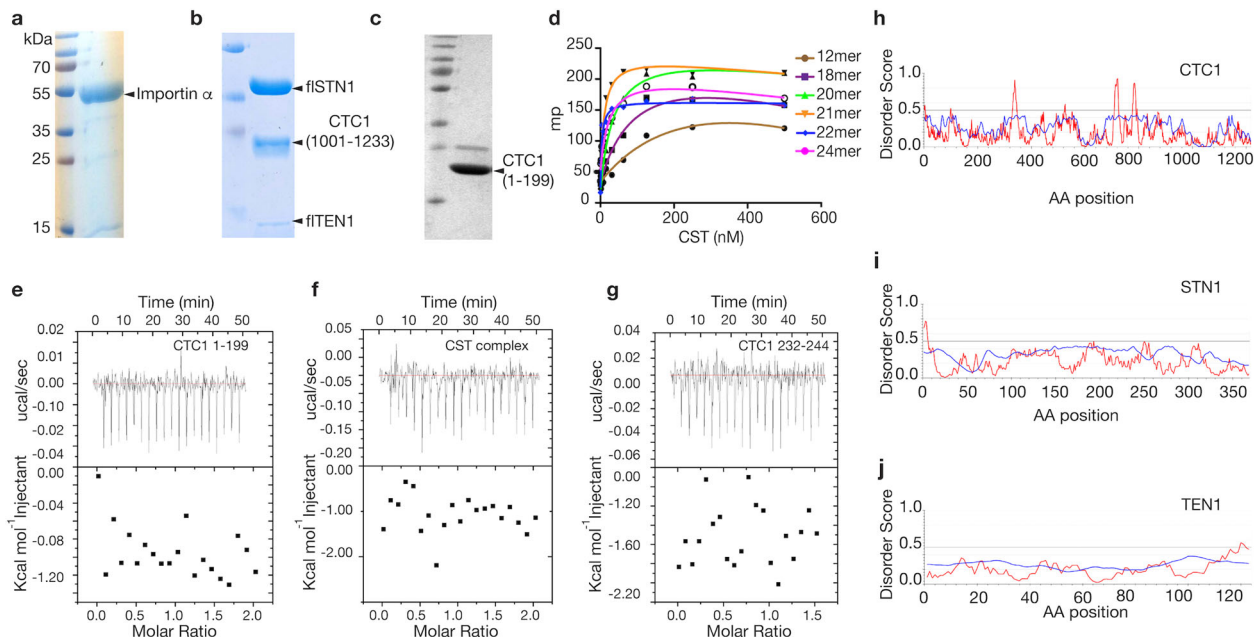 a
kDa
70
55
35
25
15
Importin α
b
flSTN1
CTC1
(1001-1233)
flTEN1
c
CTC1
(1-199)
d
250
200
150
100
50
0
mp
0 200 400 600
CST (nM)
12mer
18mer
20mer
21mer
22mer
24mer
h
CTC1
Disorder Score
1.0
0.5
0.0
0 200 400 600 800 1000 1200
AA position
i
STN1
Disorder Score
1.0
0.5
0.0
0 50 100 150 200 250 300 350
AA position
j
TEN1
Disorder Score
1.0
0.5
0.0
0 20 40 60 80 100 120
AA position
e
Time (min)
0 10 20 30 40 50
CTC1 1-199
ucal/sec
0.02
0.01
0.00
-0.10
-0.02
-0.03
-0.04
Kcal mol-1 Injectant
0.00
-0.04
-0.08
-1.20
0.0 0.5 1.0 1.5 2.0
Molar Ratio
f
Time (min)
0 10 20 30 40 50
CST complex
ucal/sec
0.05
0.00
-0.05
-0.10
-0.15
-0.20
Kcal mol-1 Injectant
0.00
-1.00
-2.00
0.0 0.5 1.0 1.5 2.0
Molar Ratio
g
Time (min)
0 10 20 30 40 50
CTC1 232-244
ucal/sec
0.04
0.02
0.00
-0.02
-0.04
-0.06
Kcal mol-1 Injectant
0.00
-1.20
-1.60
-2.20
0.0 0.5 1.0 1.5
Molar Ratio